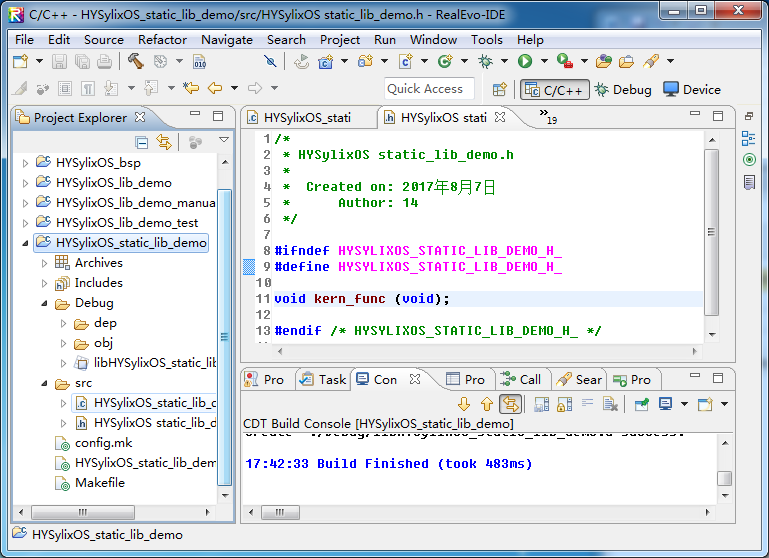 C/C++ - HYSylixOS_static_lib_demo/src/HYSylixOS static_lib_demo.h - RealEvo-IDE
File Edit Source Refactor Navigate Search Project Run Window Tools Help
Quick Access
C/C++ Debug Device
Project Explorer
HYSylixOS_bsp
HYSylixOS_lib_demo
HYSylixOS_lib_demo_manua
HYSylixOS_lib_demo_test
HYSylixOS_static_lib_demo
Archives
Includes
Debug
dep
obj
libHYSylixOS_static_lib
src
HYSylixOS_static_lib_d
HYSylixOS static_lib_d
config.mk
HYSylixOS_static_lib_dem
Makefile
HYSylixOS_stati
HYSylixOS stati
19
1 /*
2 * HYSylixOS static_lib_demo.h
3 *
4 * Created on: 2017年8月7日
5 * Author: 14
6 */
7
8 #ifndef HYSYLIXOS_STATIC_LIB_DEMO_H_
9 #define HYSYLIXOS_STATIC_LIB_DEMO_H_
10
11 void kern_func (void);
12
13 #endif /* HYSYLIXOS_STATIC_LIB_DEMO_H_ */
Pro Task Con Pro Call Sear Pro
CDT Build Console [HYSylixOS_static_lib_demo]
17:42:33 Build Finished (took 483ms)
HYSylixOS_static_lib_demo